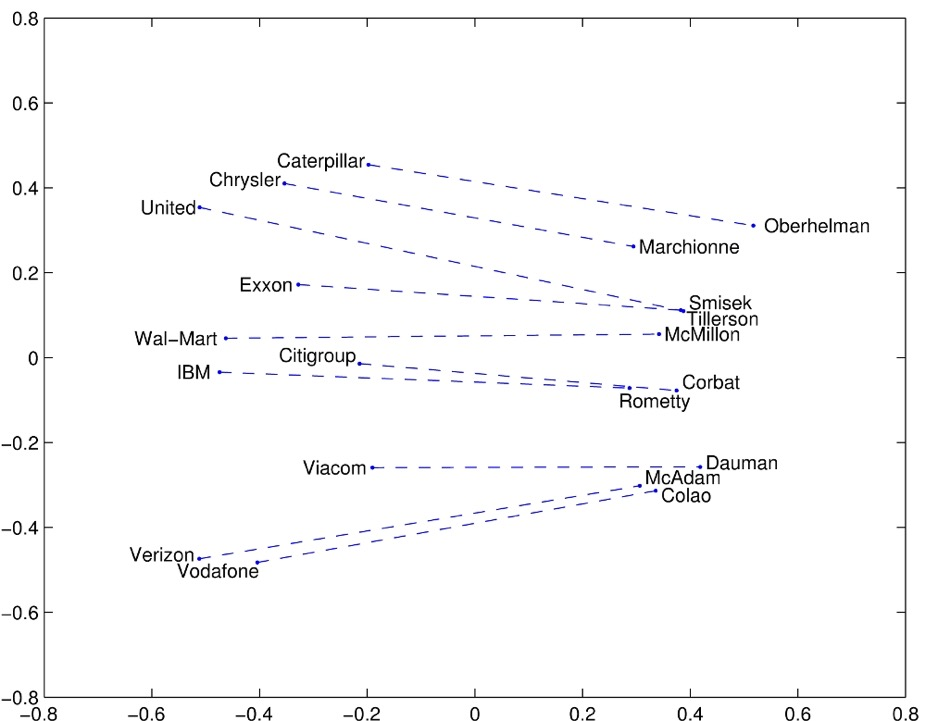 0.8
0.6
0.4
0.2
0
−0.2
−0.4
−0.6
−0.8
Caterpillar
Chrysler
United
Oberhelman
Marchionne
Exxon
Smisek
Tillerson
Wal−Mart
McMillon
Citigroup
IBM
Corbat
Rometty
Viacom
Dauman
McAdam
Colao
Verizon
Vodafone
−0.8 −0.6 −0.4 −0.2 0 0.2 0.4 0.6 0.8